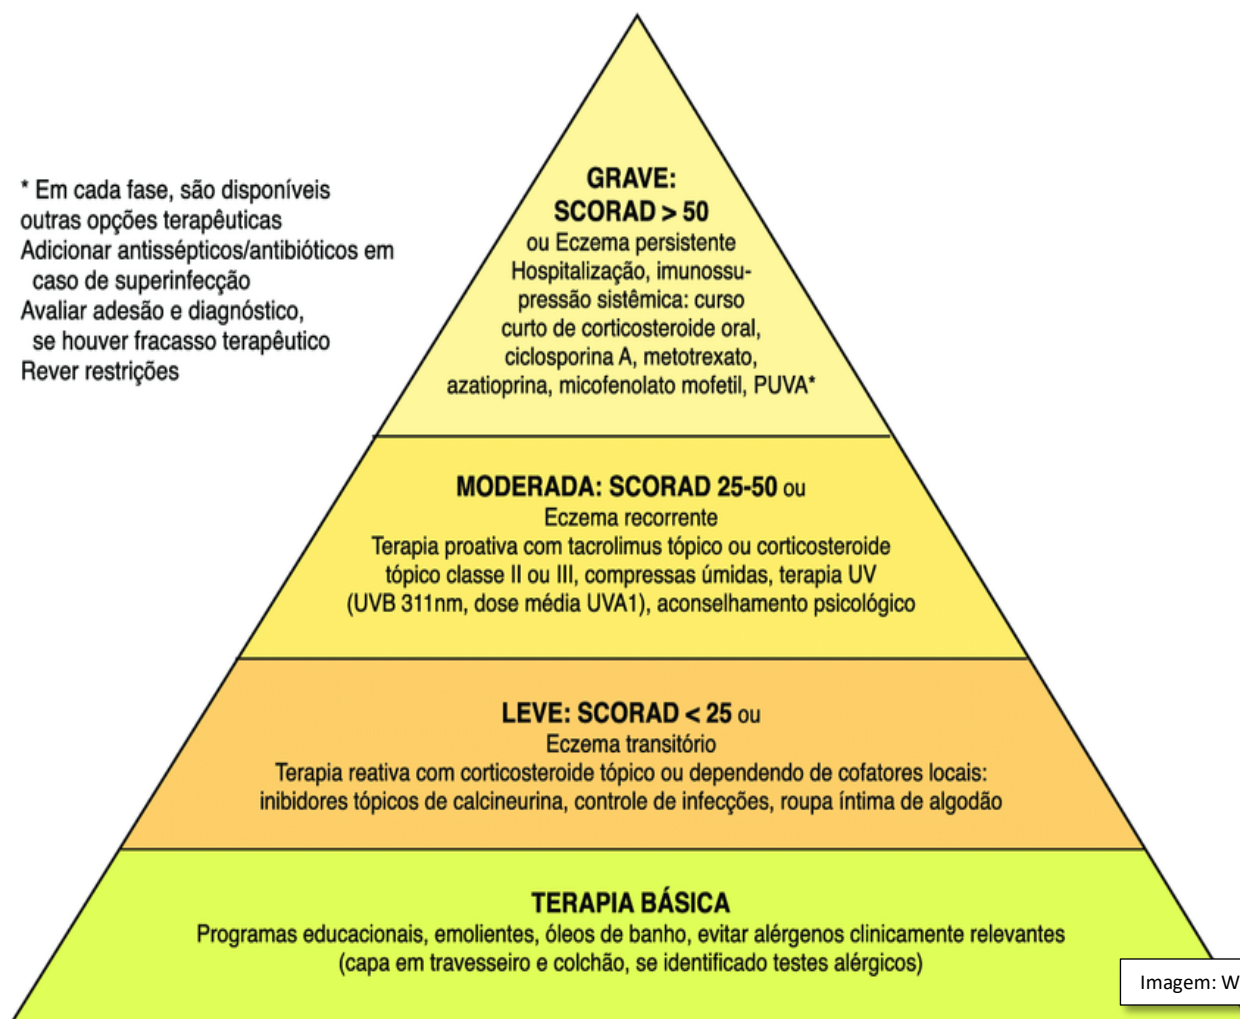 * Em cada fase, são disponíveis
outras opções terapêuticas
Adicionar antissépticos/antibióticos em
caso de superinfecção
Avaliar adesão e diagnóstico,
se houver fracasso terapêutico
Rever restrições
GRAVE:
SCORAD > 50
ou Eczema persistente
Hospitalização, imunossu-
pressão sistêmica: curso
curto de corticosteroide oral,
ciclosporina A, metotrexato,
azatioprina, micofenolato mofetil, PUVA*
MODERADA: SCORAD 25-50 ou
Eczema recorrente
Terapia proativa com tacrolimus tópico ou corticosteroide
tópico classe II ou III, compressas úmidas, terapia UV
(UVB 311nm, dose média UVA1), aconselhamento psicológico
LEVE: SCORAD < 25 ou
Eczema transitório
Terapia reativa com corticosteroide tópico ou dependendo de cofatores locais:
inibidores tópicos de calcineurina, controle de infecções, roupa íntima de algodão
TERAPIA BÁSICA
Programas educacionais, emolientes, óleos de banho, evitar alérgenos clinicamente relevantes
(capa em travesseiro e colchão, se identificado testes alérgicos)
Imagem: W